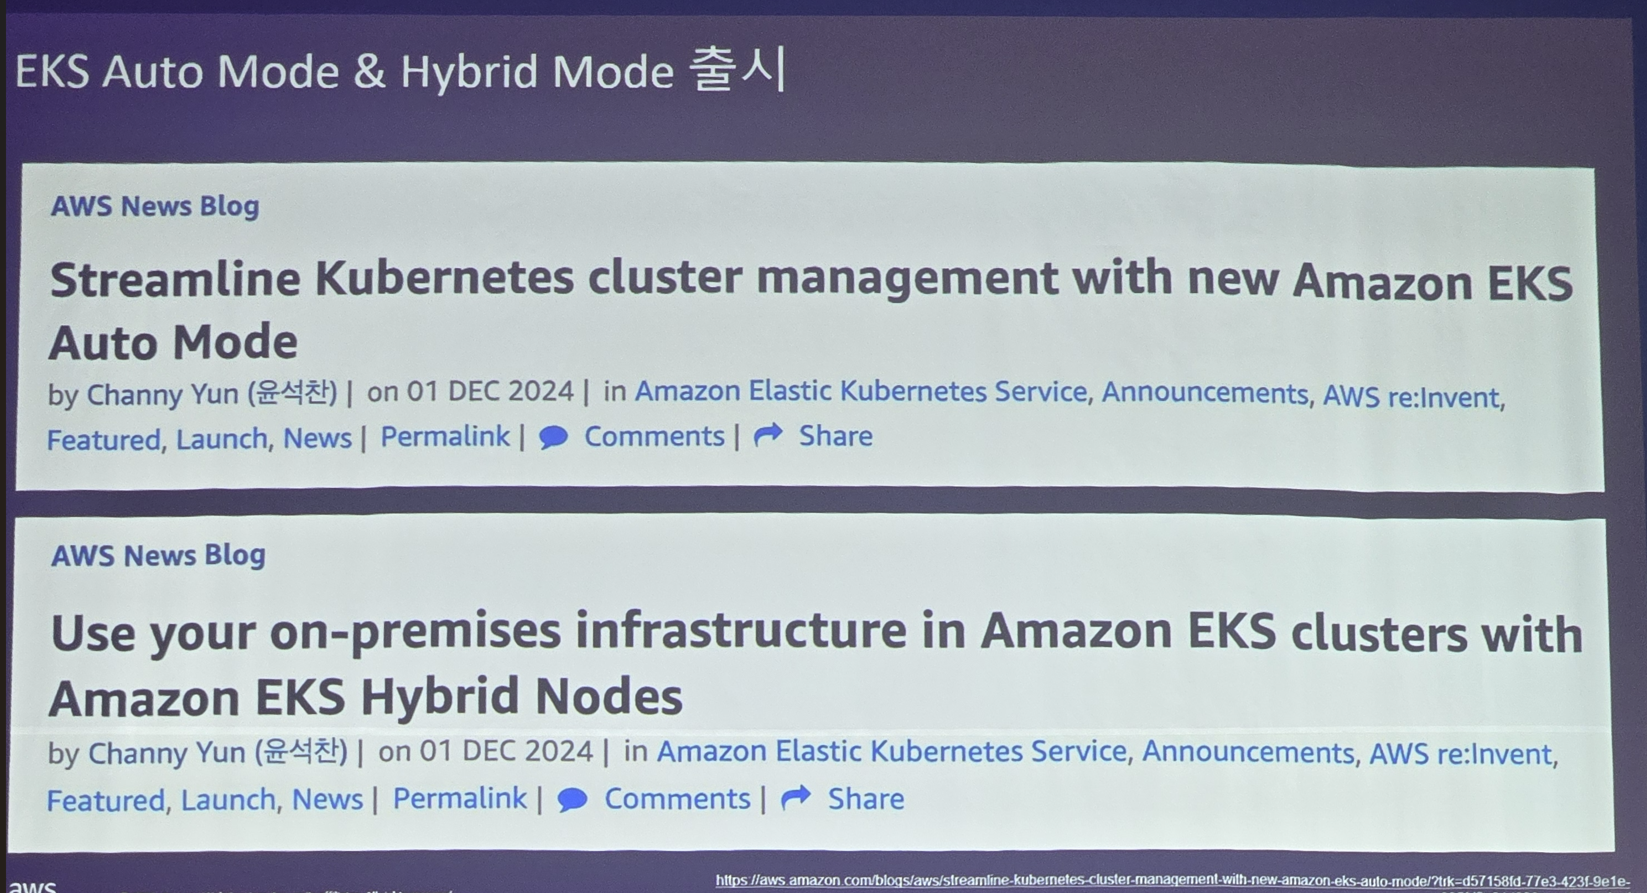 EKS Auto Mode & Hybrid Mode 출시
AWS News Blog
Streamline Kubernetes cluster management with new Amazon EKS
Auto Mode
by Channy Yun (윤석찬) | on 01 DEC 2024 | in Amazon Elastic Kubernetes Service, Announcements, AWS re:Invent,
Featured, Launch, News | Permalink | Comments | Share
AWS News Blog
Use your on-premises infrastructure in Amazon EKS clusters with
Amazon EKS Hybrid Nodes
by Channy Yun (윤석찬) | on 01 DEC 2024 | in Amazon Elastic Kubernetes Service, Announcements, AWS re:Invent,
Featured, Launch, News | Permalink | Comments | Share
aws
https://aws.amazon.com/blogs/aws/streamline-kubernetes-cluster-management-with-new-amazon-eks-auto-mode/?trk=d57158fd-77e3-423f-9e1e-